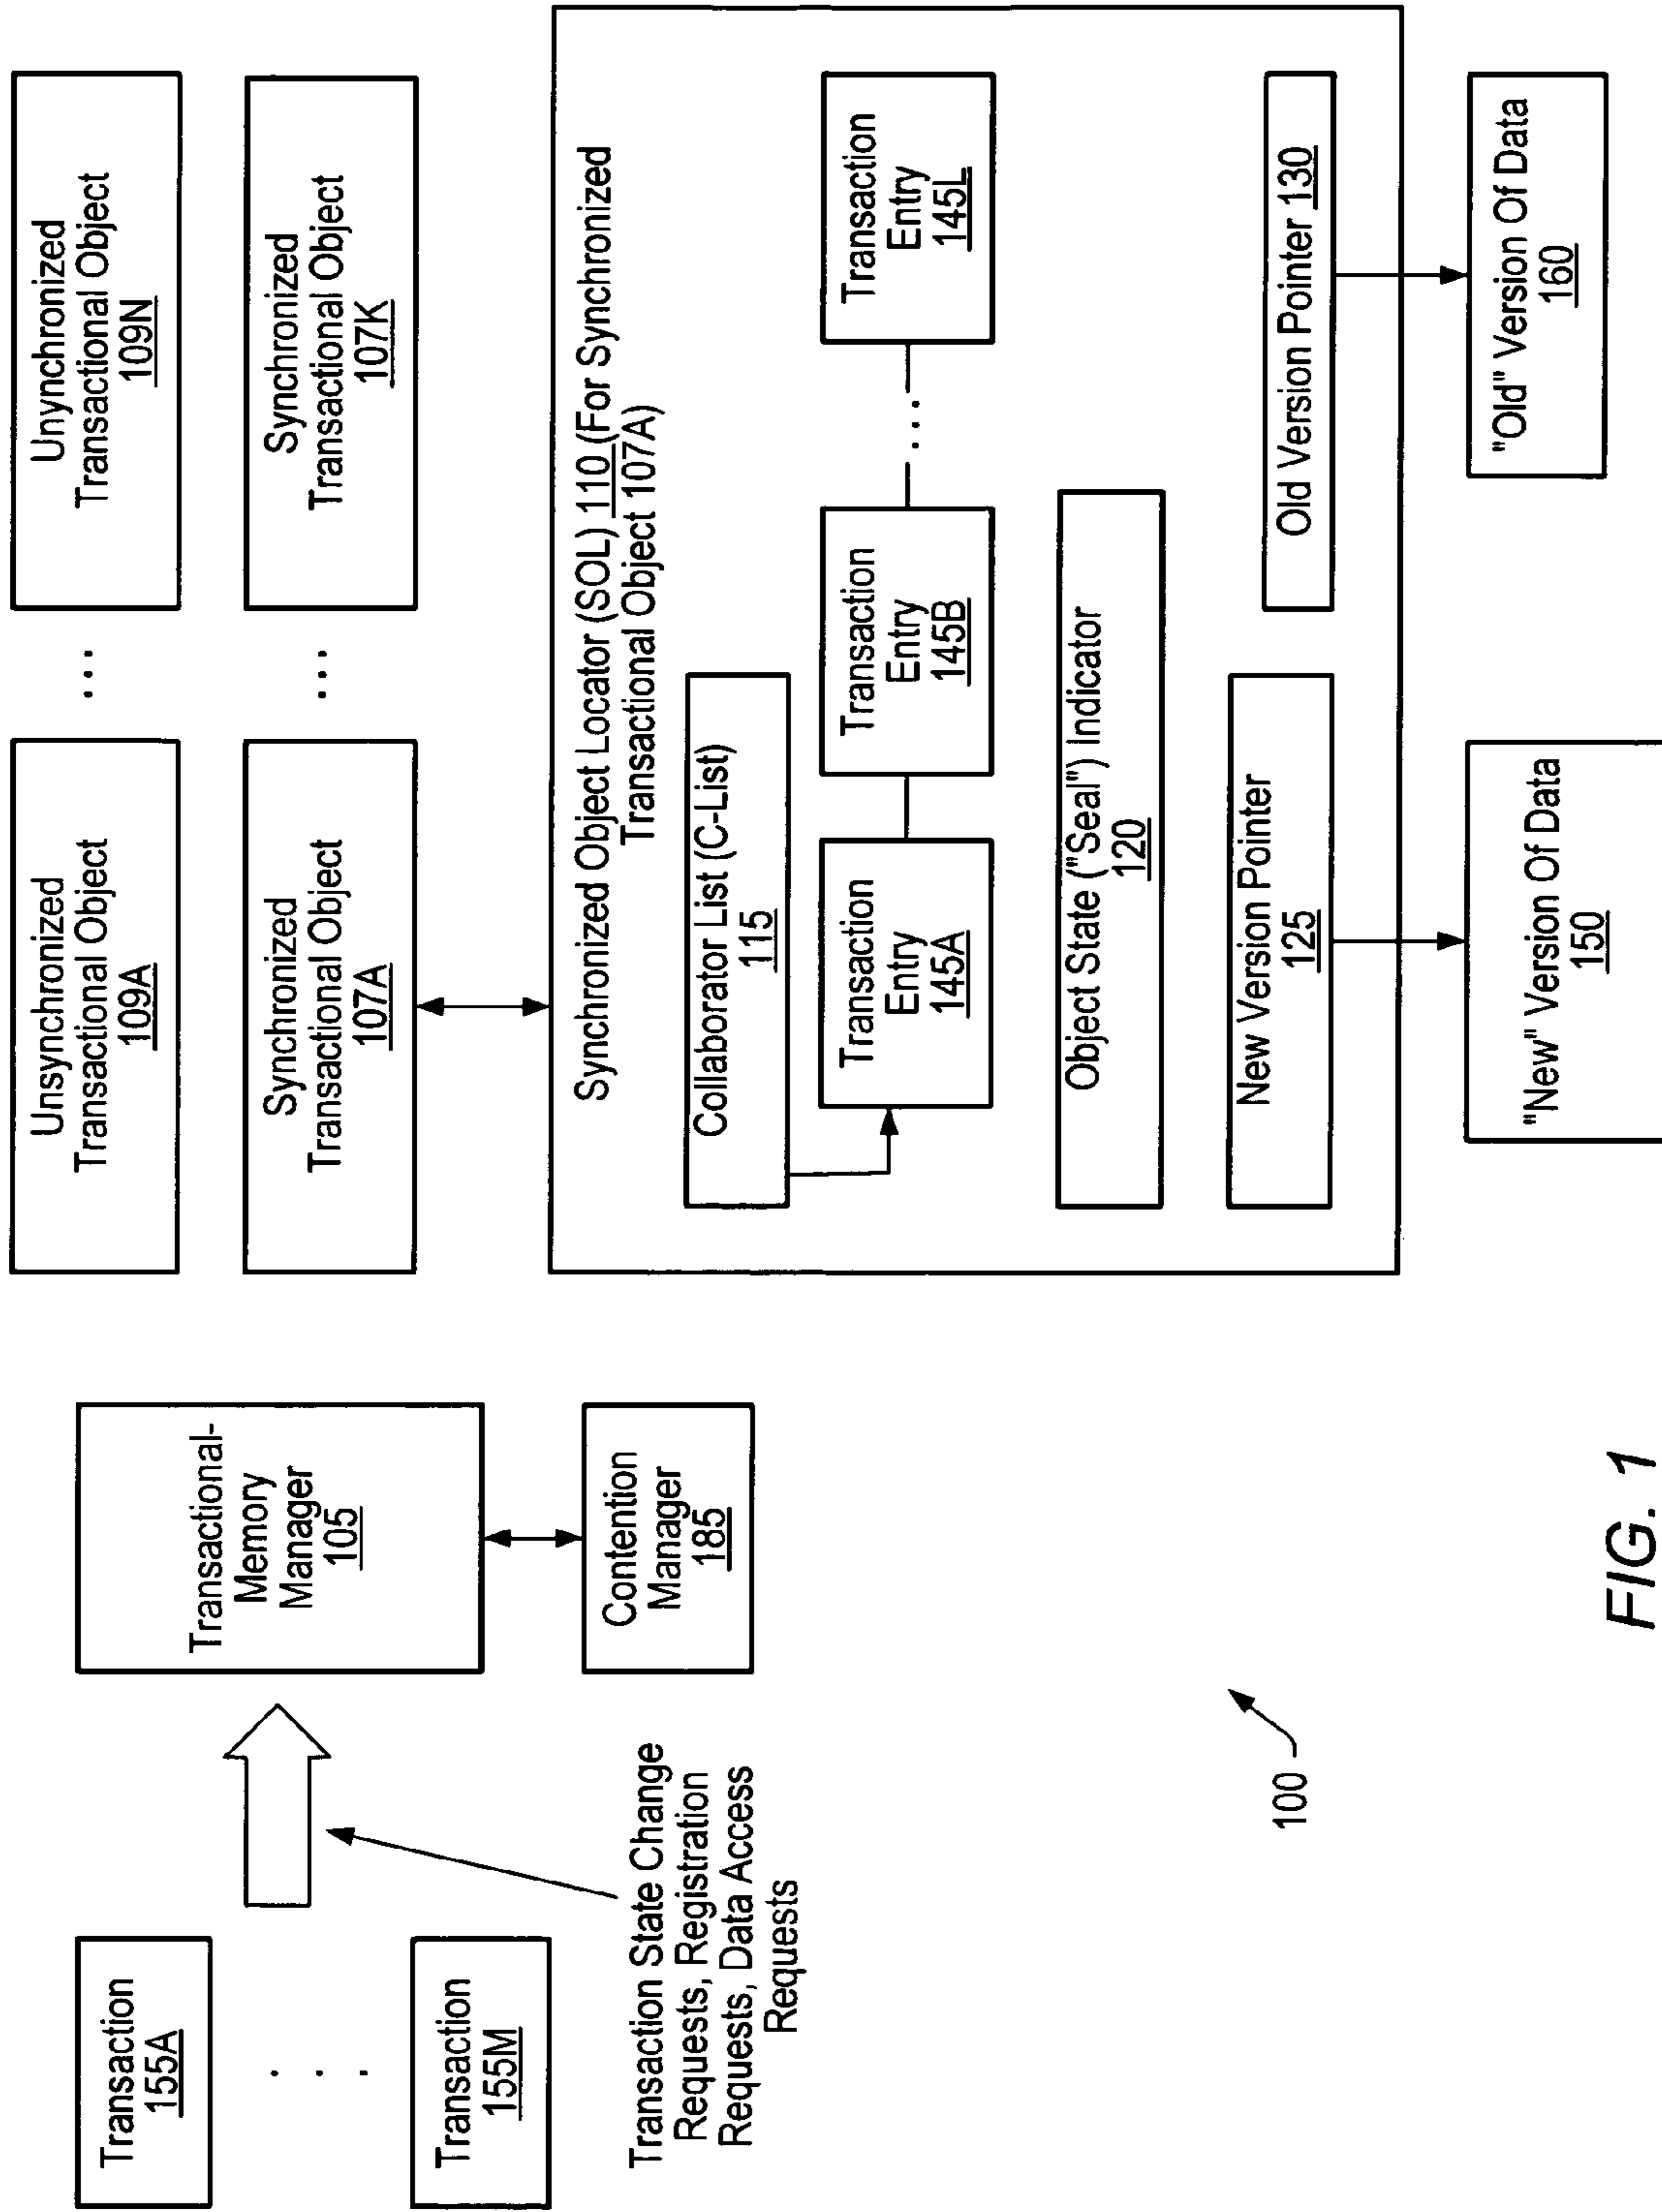 Transaction
155A
. . .
Transaction
155M
Transaction State Change
Requests, Registration
Requests, Data Access
Requests
Transactional-
Memory
Manager
105
Contention
Manager
185
100
Unsynchronized
Transactional Object
109A
...
Unynchronized
Transactional Object
109N
Synchronized
Transactional Object
107A
...
Synchronized
Transactional Object
107K
Synchronized Object Locator (SOL) 110 (For Synchronized
Transactional Object 107A)
Collaborator List (C-List)
115
Transaction
Entry
145A
Transaction
Entry
145B
...
Transaction
Entry
145L
Object State ("Seal") Indicator
120
New Version Pointer
125
Old Version Pointer 130
"New" Version Of Data
150
"Old" Version Of Data
160
FIG. 1